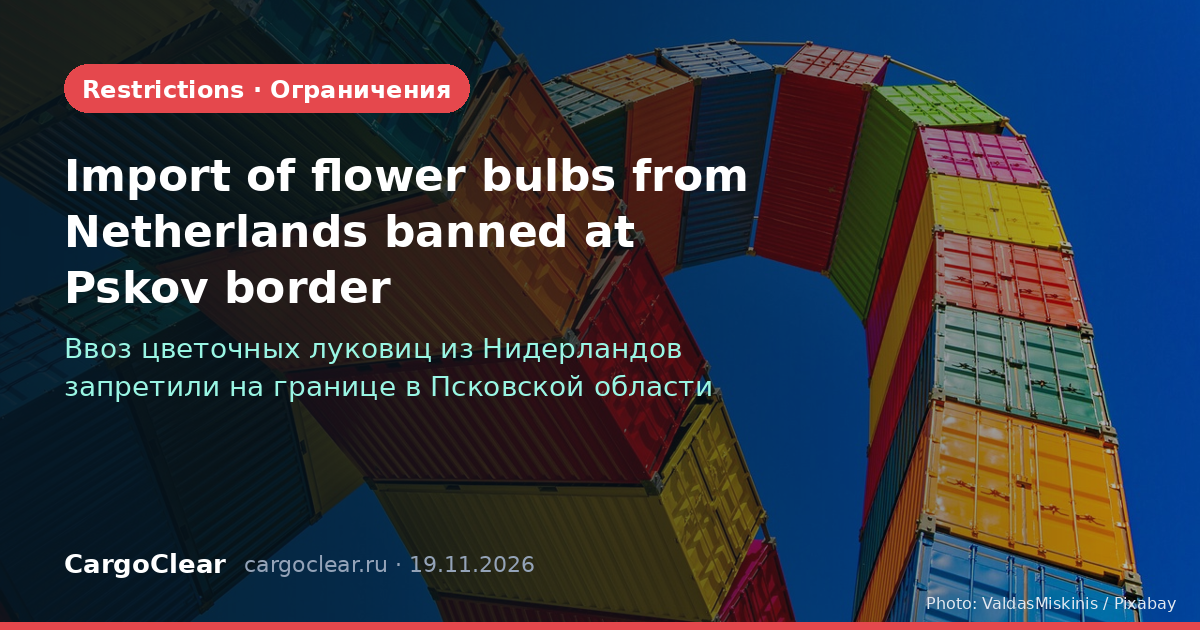 Restrictions · Ограничения
Import of flower bulbs from
Netherlands banned at
Pskov border
Ввоз цветочных луковиц из Нидерландов
запретили на границе в Псковской области
CargoClear cargoclear.ru · 19.11.2026
Photo: ValdasMiskinis / Pixabay